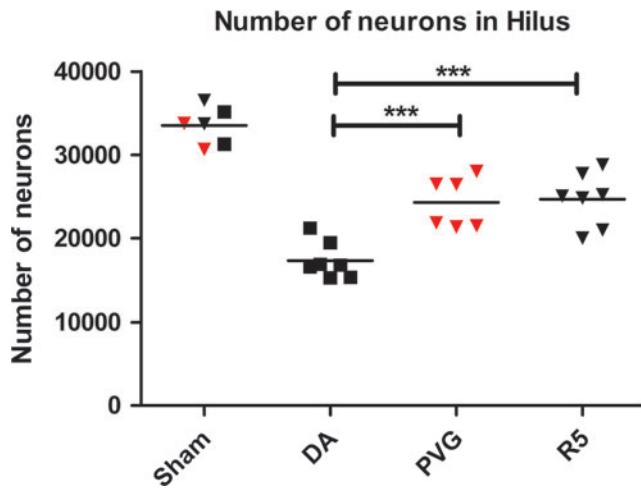 Number of neurons in Hilus
Number of neurons
40000
30000
20000
10000
0
***
***
Sham
DA
PVG
R5